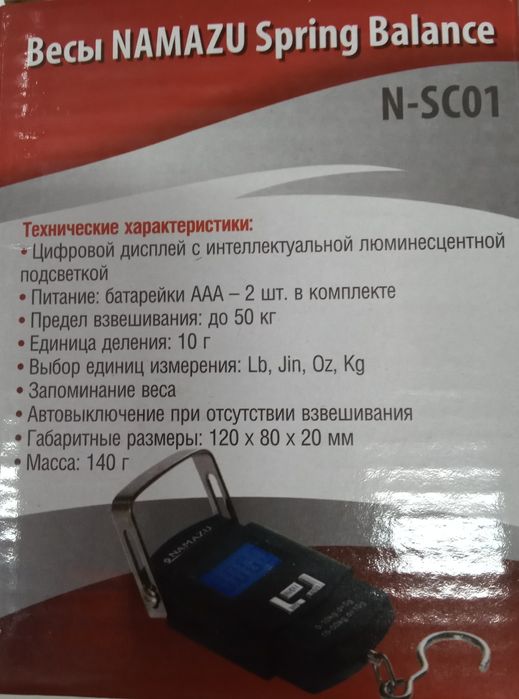 Весы NAMAZU Spring Balance
N-SC01
Технические характеристики:
• Цифровой дисплей с интеллектуальной люминесцентной
подсветкой
• Питание: батарейки ААА – 2 шт. в комплекте
• Предел взвешивания: до 50 кг
• Единица деления: 10 г
• Выбор единиц измерения: Lb, Jin, Oz, Kg
• Запоминание веса
• Автовыключение при отсутствии взвешивания
• Габаритные размеры: 120 x 80 x 20 мм
• Масса: 140 г
NAMAZU